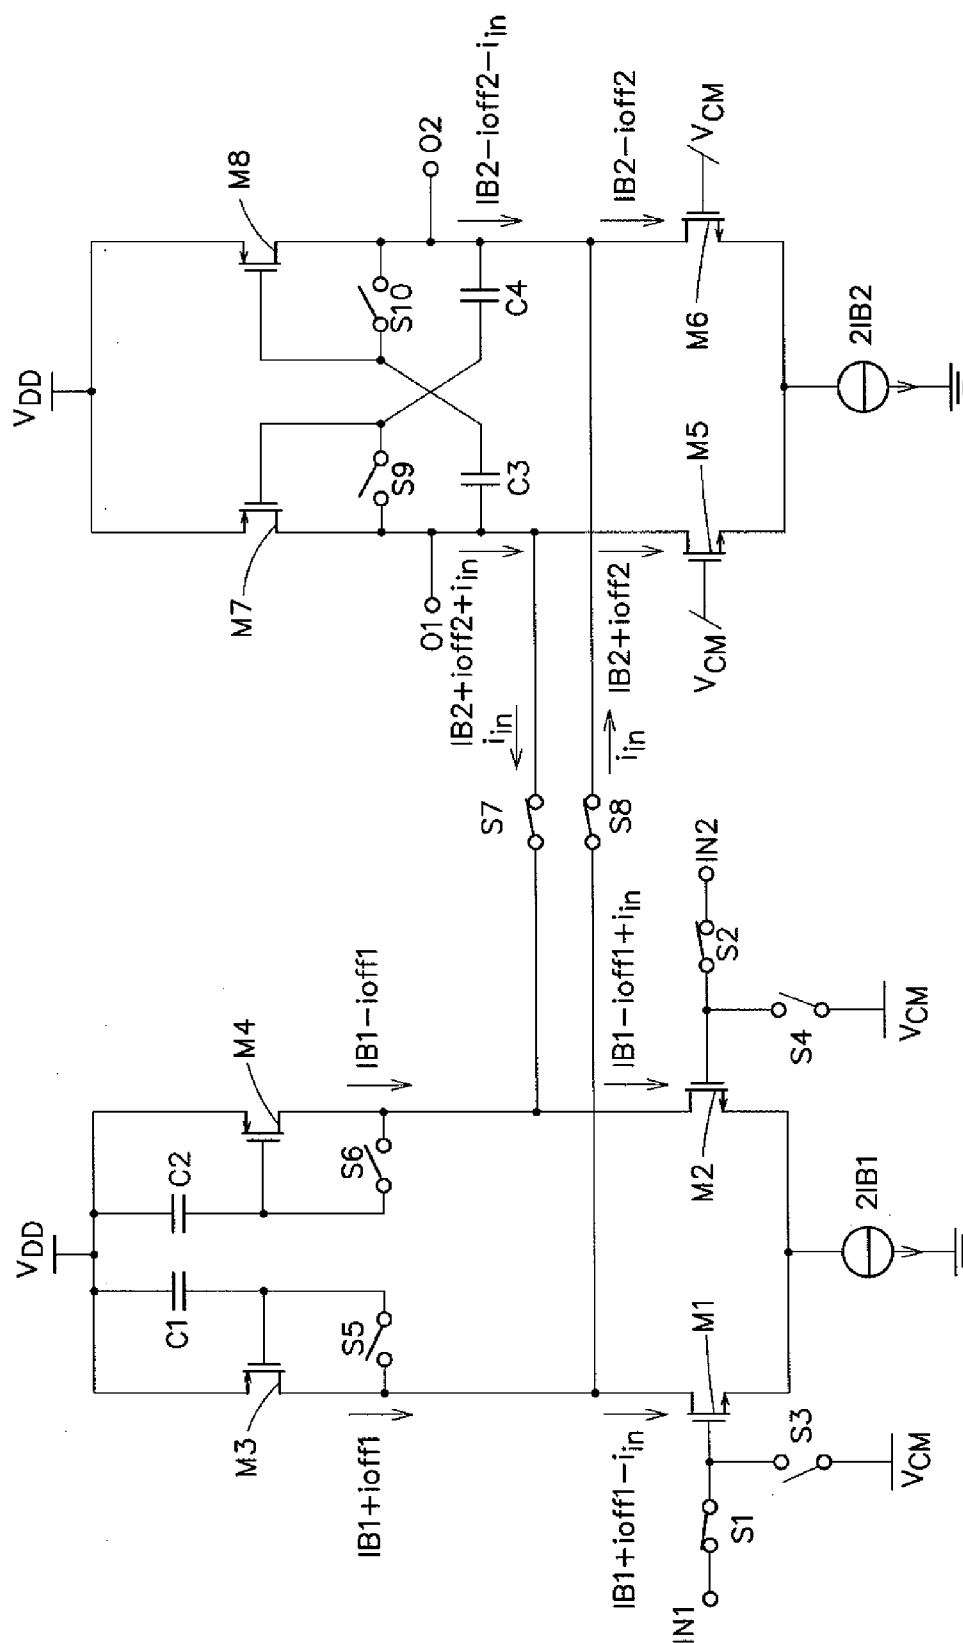 VDD
VDD
C1
C2
M3
M4
M7
M8
S5
S6
S9
S10
O1
O2
C3
C4
IB1+ioff1
IB1−ioff1
IB2+ioff2+iin
IB2−ioff2−iin
iin
S7
S8
iin
IB1+ioff1−iin
IB1−ioff1+iin
IB2+ioff2
IB2−ioff2
IN1
S1
S3
VCM
M1
M2
S2
IN2
S4
VCM
VCM
M5
M6
VCM
2IB1
2IB2